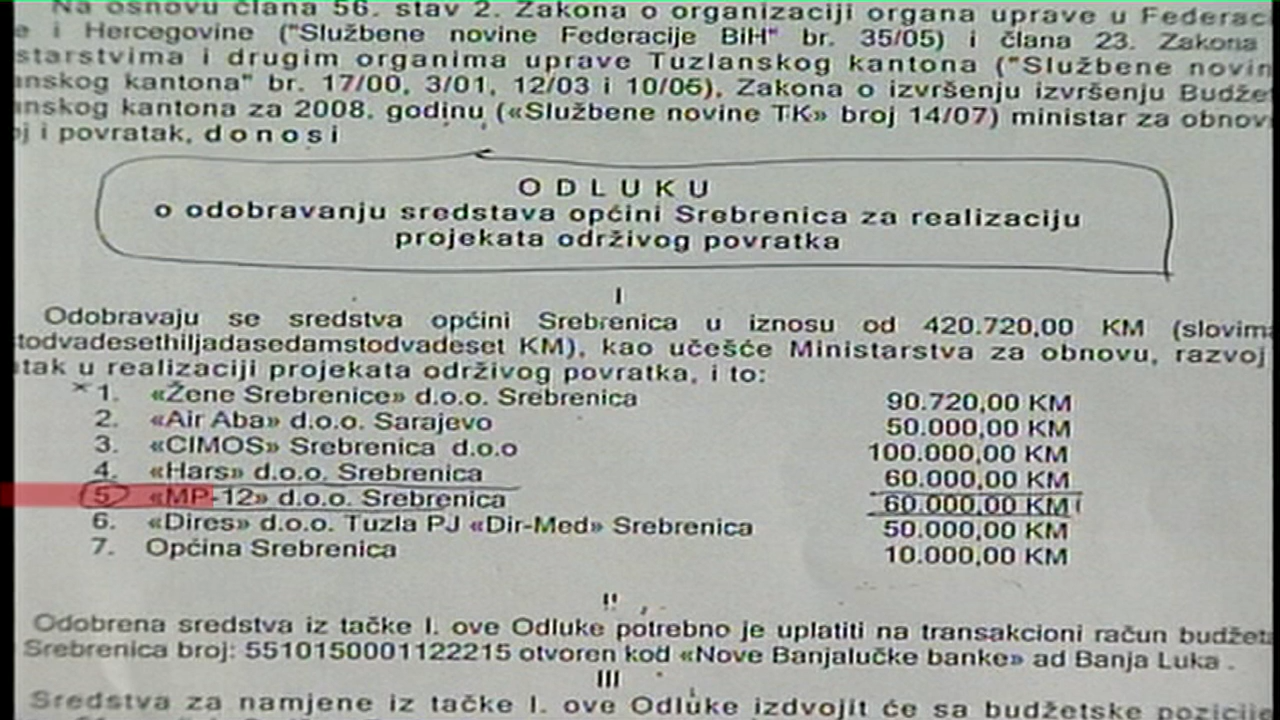 Na osnovu člana 56. stav 2. Zakona o organizaciji organa uprave u Federaci
e i Hercegovine ("Službene novine Federacije BiH" br. 35/05) i člana 23. Zakona
starstvima i drugim organima uprave Tuzlanskog kantona ("Službene novin
anskog kantona" br. 17/00, 3/01, 12/03 i 10/05), Zakona o izvršenju izvršenju Budžet
anskog kantona za 2008. godinu («Službene novine TK» broj 14/07) ministar za obnovu
oj i povratak, d o n o s i
O D L U K U
o odobravanju sredstava općini Srebrenica za realizaciju
projekata održivog povratka
I
Odobravaju se sredstva općini Srebrenica u iznosu od 420.720,00 KM (slovima
stodvadesethiljadasedamstodvadeset KM), kao učešće Ministarstva za obnovu, razvoj
atak u realizaciji projekata održivog povratka, i to:
* 1. «Žene Srebrenice» d.o.o. Srebrenica 90.720,00 KM
2. «Air Aba» d.o.o. Sarajevo 50.000,00 KM
3. «CIMOS» Srebrenica d.o.o 100.000,00 KM
4. «Hars» d.o.o. Srebrenica 60.000,00 KM
5. «MP-12» d.o.o. Srebrenica 60.000,00 KM
6. «Dires» d.o.o. Tuzla PJ «Dir-Med» Srebrenica 50.000,00 KM
7. Općina Srebrenica 10.000,00 KM
II
Odobrena sredstva iz tačke I. ove Odluke potrebno je uplatiti na transakcioni račun budžeta
Srebrenica broj: 5510150001122215 otvoren kod «Nove Banjalučke banke» ad Banja Luka .
III
Sredstva za namjene iz tačke I. ove Odluke izdvojit će sa budžetske pozicije